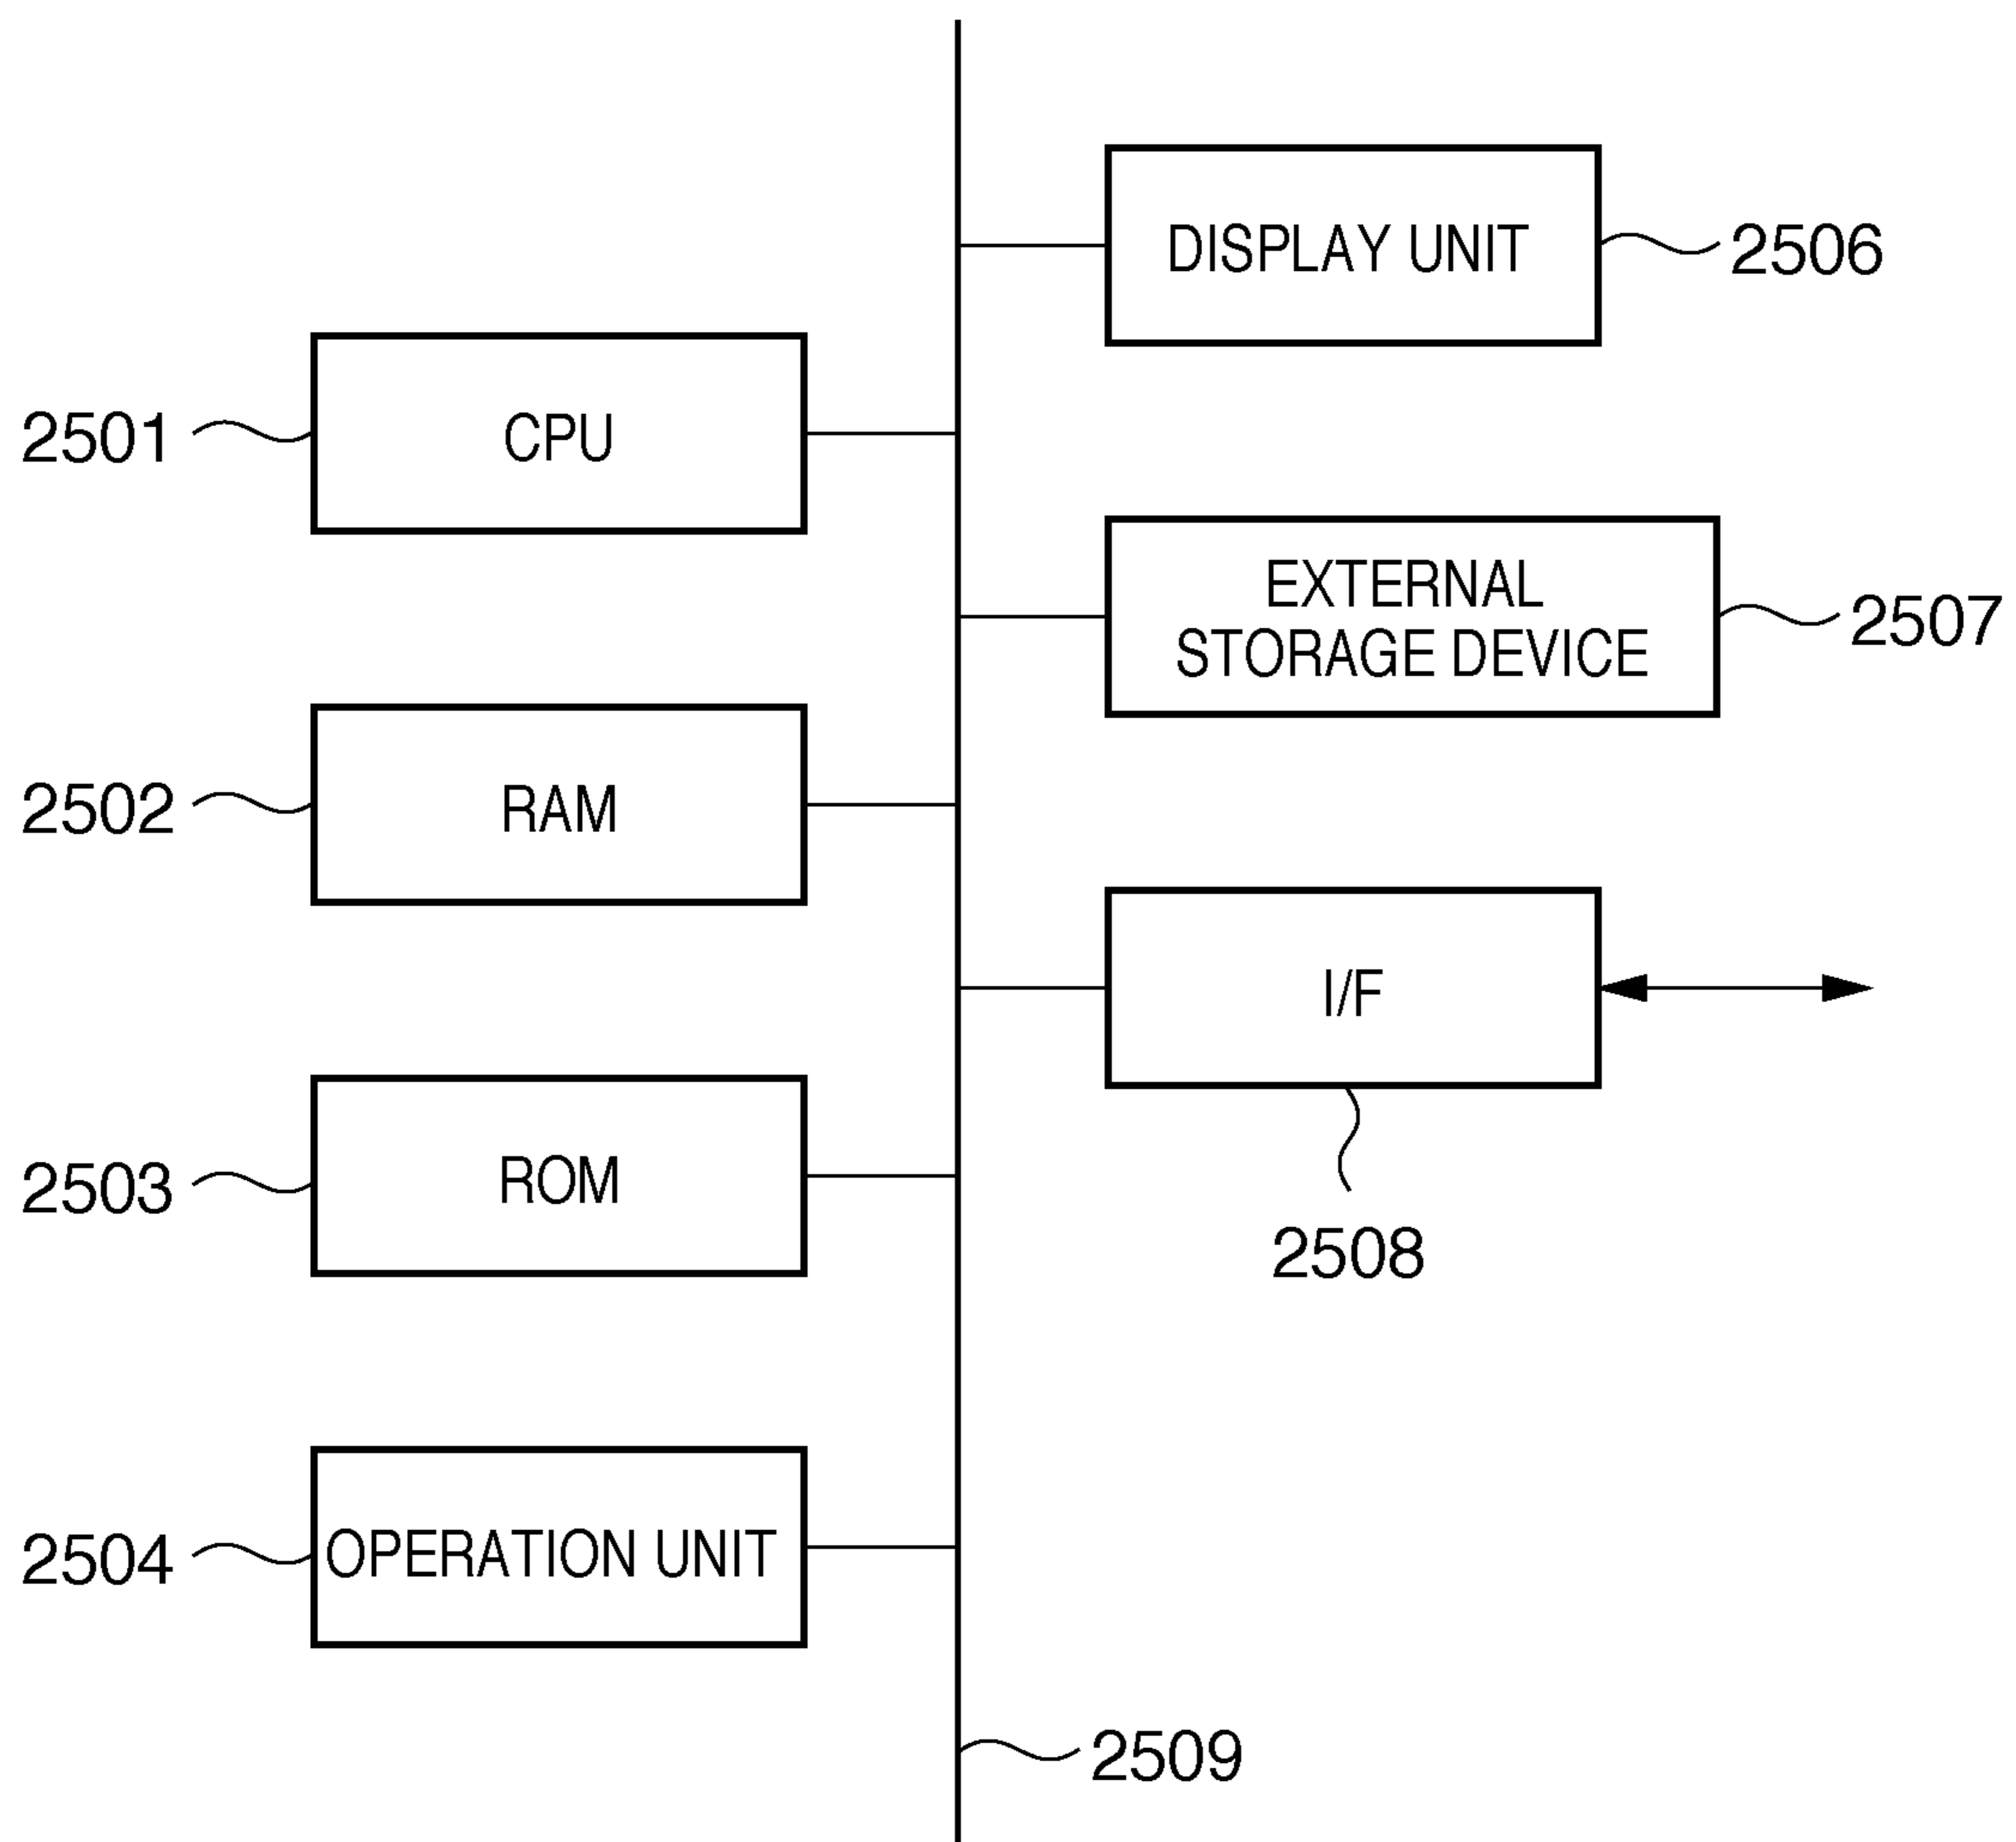 DISPLAY UNIT
2506
2501
CPU
EXTERNAL
STORAGE DEVICE
2507
2502
RAM
I/F
2508
2503
ROM
2504
OPERATION UNIT
2509